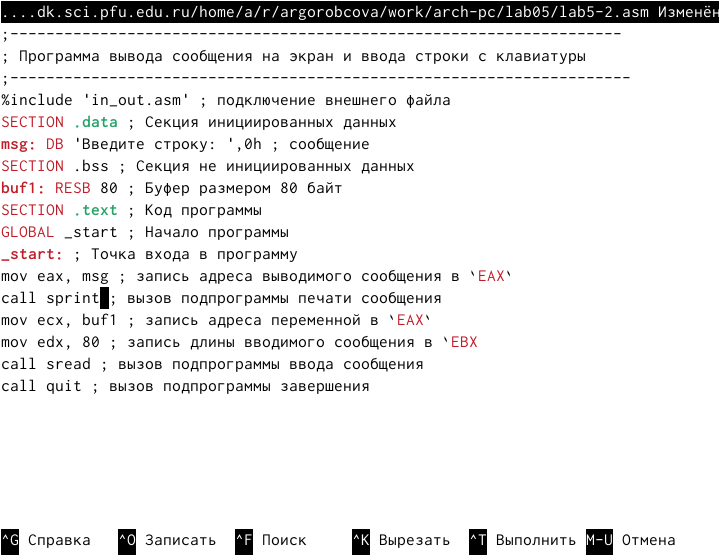 ....dk.sci.pfu.edu.ru/home/a/r/argorobcova/work/arch-pc/lab05/lab5-2.asm Изменён
;--------------------------------------------------------------------
; Программа вывода сообщения на экран и ввода строки с клавиатуры
;---------------------------------------------------------------------
%include 'in_out.asm' ; подключение внешнего файла
SECTION .data ; Секция инициированных данных
msg: DB 'Введите строку: ',0h ; сообщение
SECTION .bss ; Секция не инициированных данных
buf1: RESB 80 ; Буфер размером 80 байт
SECTION .text ; Код программы
GLOBAL _start ; Начало программы
_start: ; Точка входа в программу
mov eax, msg ; запись адреса выводимого сообщения в `EAX`
call sprint ; вызов подпрограммы печати сообщения
mov ecx, buf1 ; запись адреса переменной в `EAX`
mov edx, 80 ; запись длины вводимого сообщения в `EBX
call sread ; вызов подпрограммы ввода сообщения
call quit ; вызов подпрограммы завершения
^G Справка ^O Записать ^F Поиск ^K Вырезать ^T Выполнить M-U Отмена